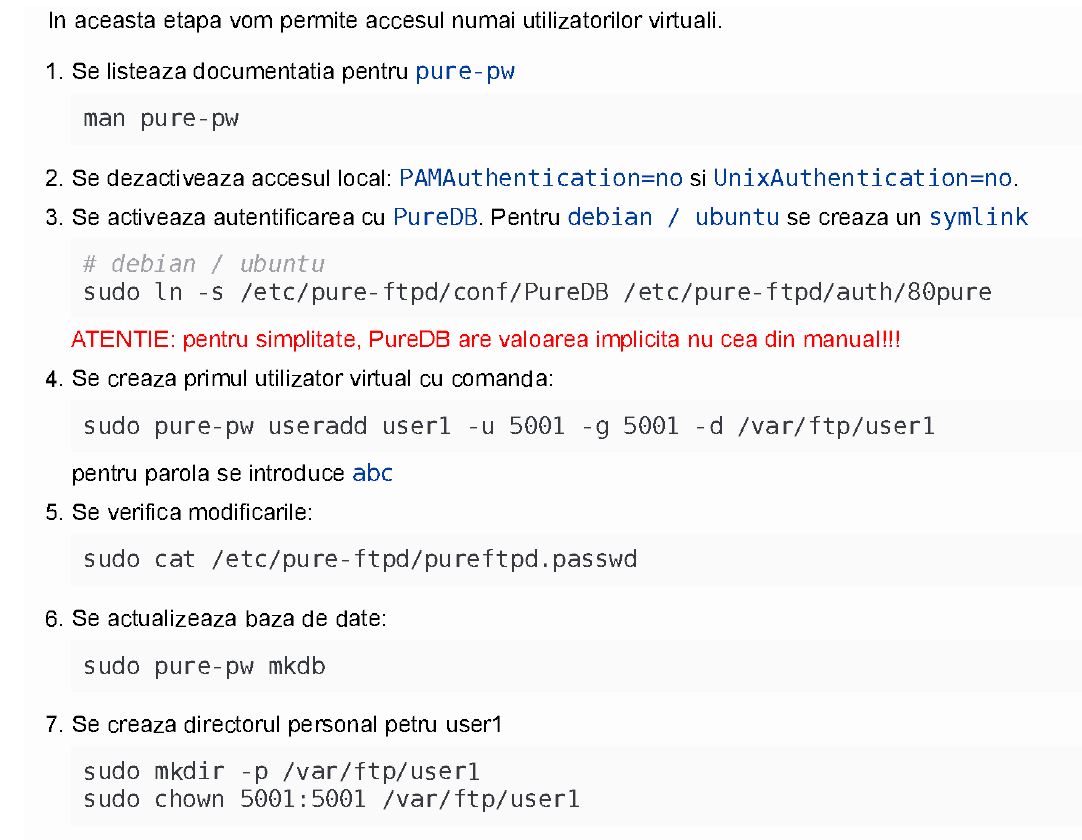 In aceasta etapa vom permite accesul numai utilizatorilor virtuali.
1. Se listeaza documentatia pentru pure-pw
man pure-pw
2. Se dezactiveaza accesul local: PAMAuthentication=no si UnixAuthentication=no.
3. Se activeaza autentificarea cu PureDB. Pentru debian / ubuntu se creaza un symlink
# debian / ubuntu
sudo ln -s /etc/pure-ftpd/conf/PureDB /etc/pure-ftpd/auth/80pure
ATENTIE: pentru simplitate, PureDB are valoarea implicita nu cea din manual!!!
4. Se creaza primul utilizator virtual cu comanda:
sudo pure-pw useradd user1 -u 5001 -g 5001 -d /var/ftp/user1
pentru parola se introduce abc
5. Se verifica modificarile:
sudo cat /etc/pure-ftpd/pureftpd.passwd
6. Se actualizeaza baza de date:
sudo pure-pw mkdb
7. Se creaza directorul personal petru user1
sudo mkdir -p /var/ftp/user1
sudo chown 5001:5001 /var/ftp/user1